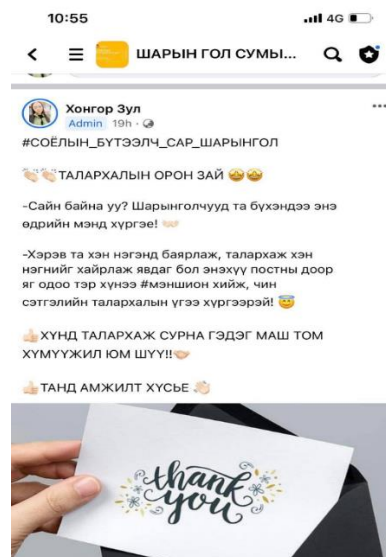 10:55
4G
ШАРЫН ГОЛ СУМЫ...
Хонгор Зул
Admin 19h ·
#СОЁЛЫН_БҮТЭЭЛЧ_САР_ШАРЫНГОЛ
ТАЛАРХАЛЫН ОРОН ЗАЙ
-Сайн байна уу? Шарынголчууд та бүхэндээ энэ
өдрийн мэнд хүргэе!
-Хэрэв та хэн нэгэнд баярлаж, талархаж хэн
нэгнийг хайрлаж явдаг бол энэхүү постны доор
яг одоо тэр хүнээ #мэншион хийж, чин
сэтгэлийн талархалын үгээ хүргээрэй!
ХҮНД ТАЛАРХАЖ СУРНА ГЭДЭГ МАШ ТОМ
ХҮМҮҮЖИЛ ЮМ ШҮҮ!!
ТАНД АМЖИЛТ ХҮСЬЕ
thank
you